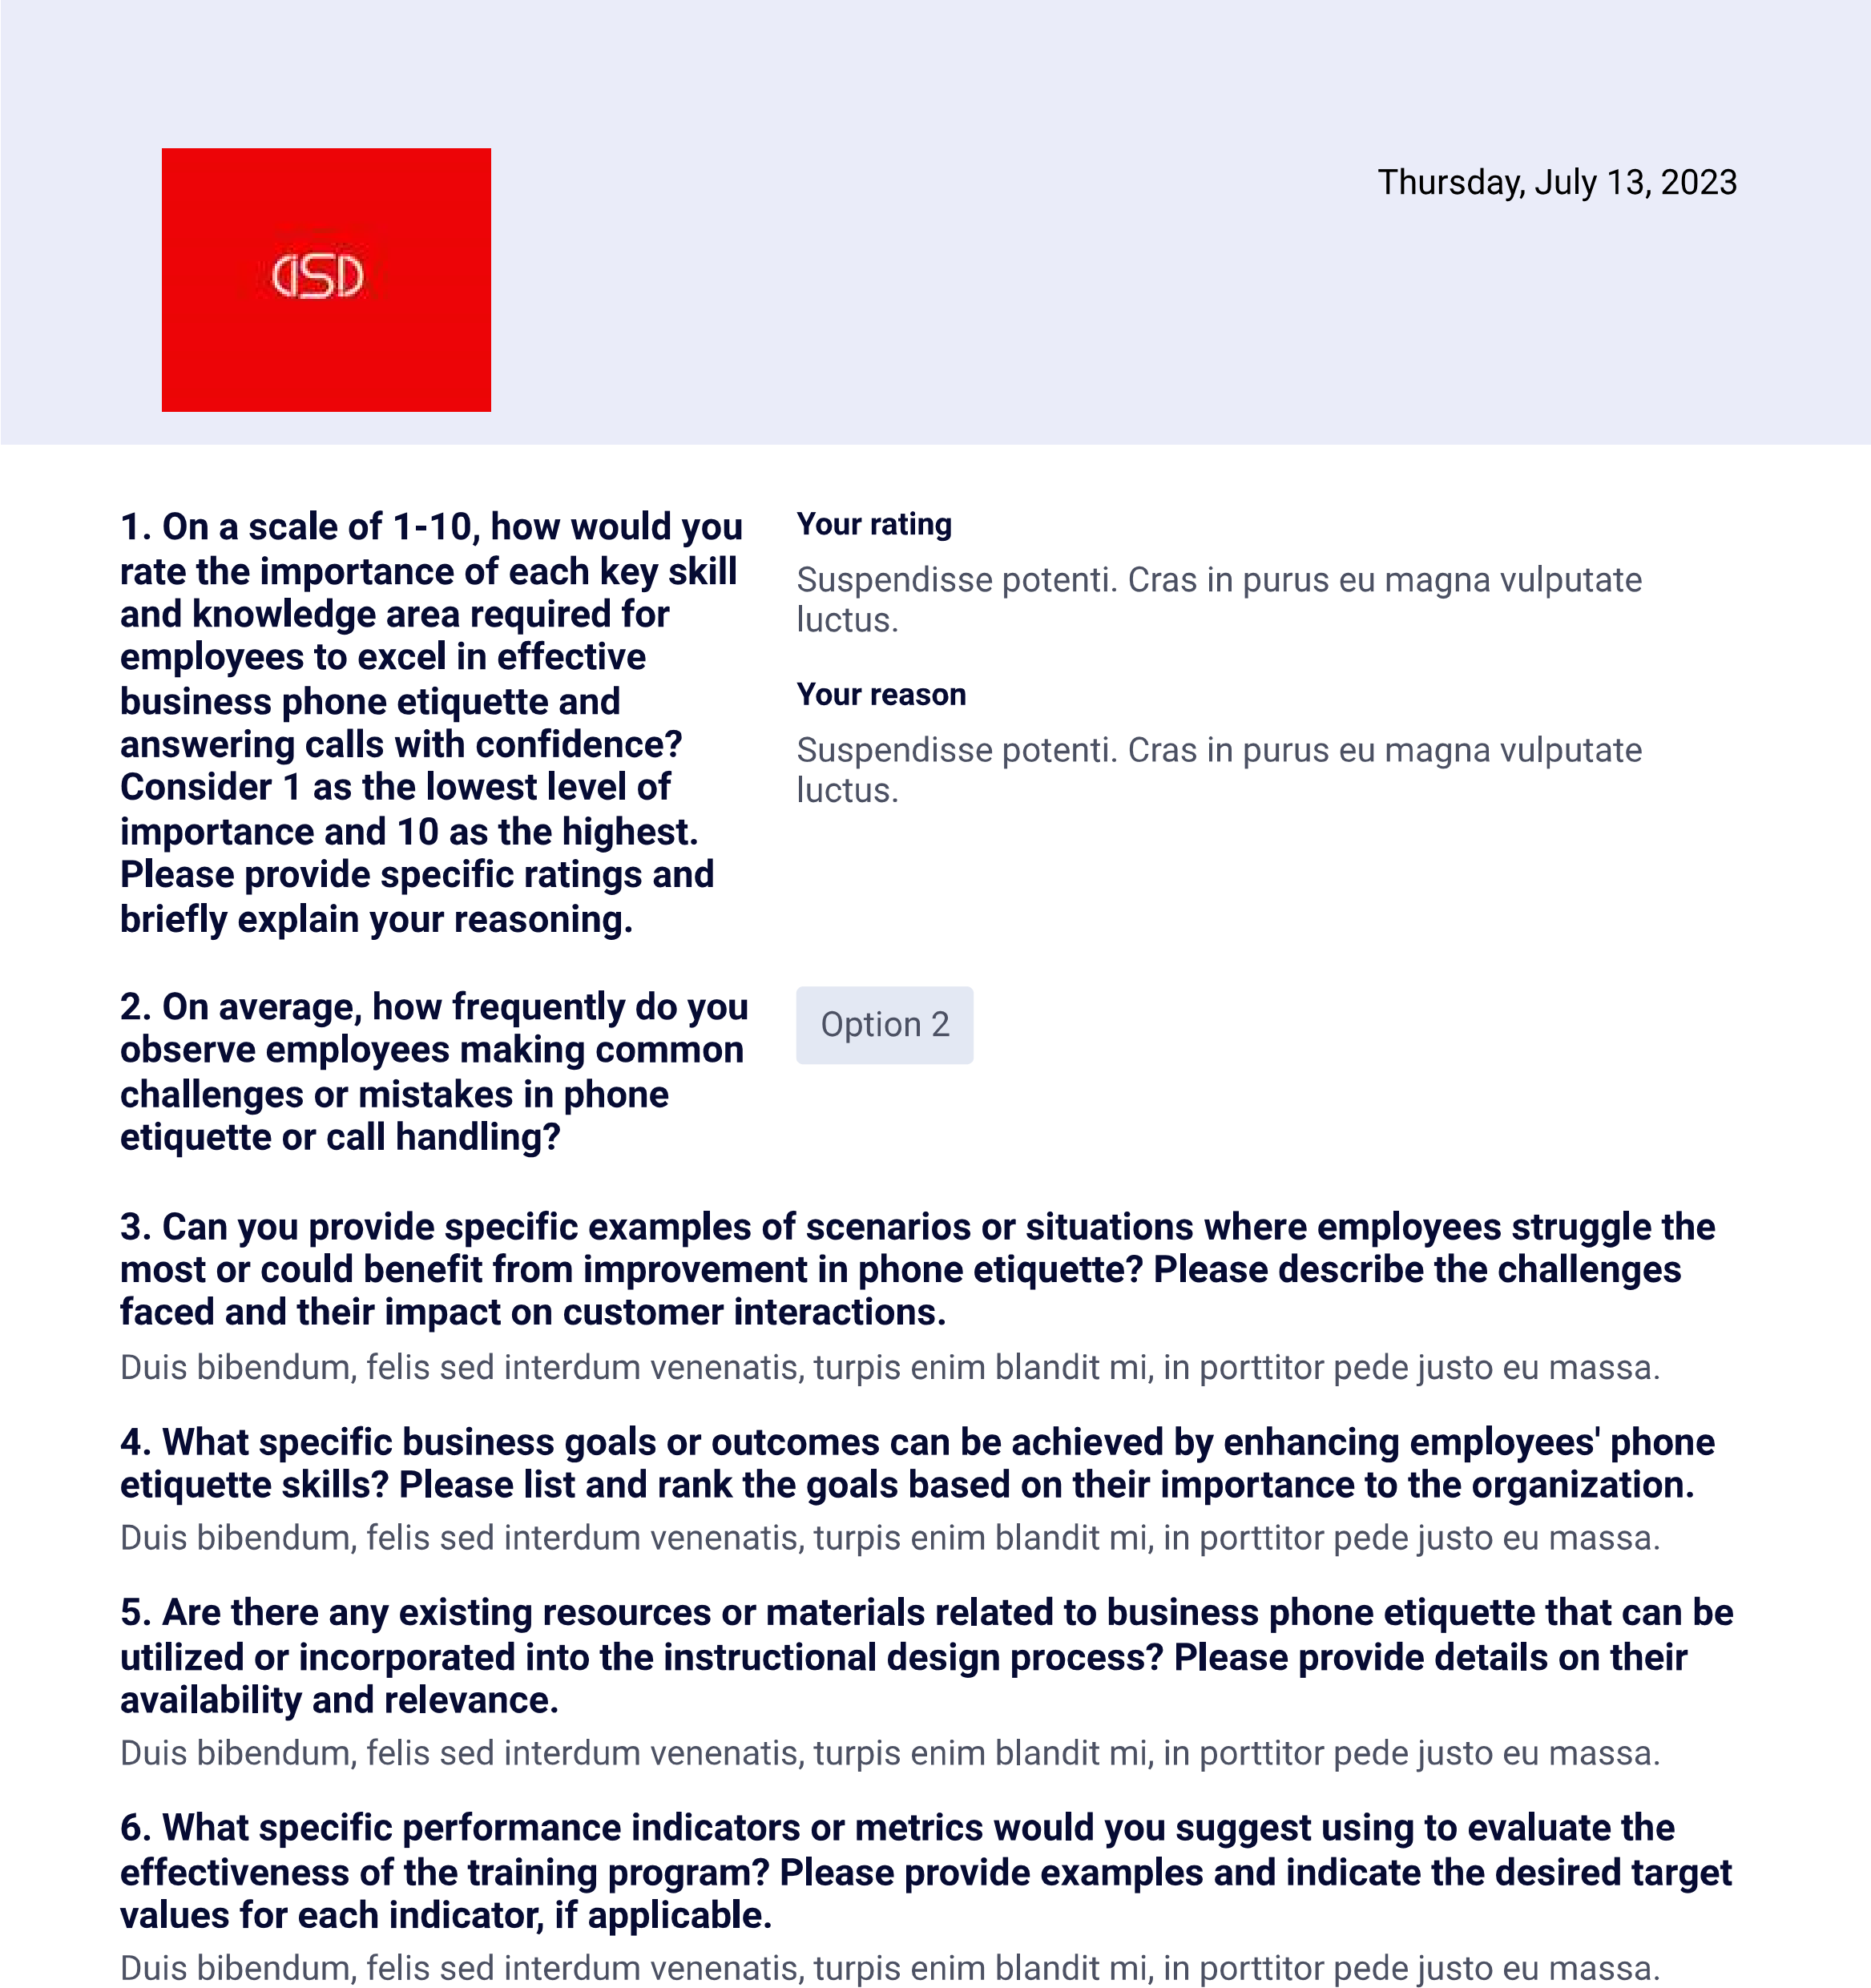 Thursday, July 13, 2023
DSD
1. On a scale of 1-10, how would you
rate the importance of each key skill
and knowledge area required for
employees to excel in effective
business phone etiquette and
answering calls with confidence?
Consider 1 as the lowest level of
importance and 10 as the highest.
Please provide specific ratings and
briefly explain your reasoning.
Your rating
Suspendisse potenti. Cras in purus eu magna vulputate
luctus.
Your reason
Suspendisse potenti. Cras in purus eu magna vulputate
luctus.
2. On average, how frequently do you
observe employees making common
challenges or mistakes in phone
etiquette or call handling?
Option 2
3. Can you provide specific examples of scenarios or situations where employees struggle the
most or could benefit from improvement in phone etiquette? Please describe the challenges
faced and their impact on customer interactions.
Duis bibendum, felis sed interdum venenatis, turpis enim blandit mi, in porttitor pede justo eu massa.
4. What specific business goals or outcomes can be achieved by enhancing employees' phone
etiquette skills? Please list and rank the goals based on their importance to the organization.
Duis bibendum, felis sed interdum venenatis, turpis enim blandit mi, in porttitor pede justo eu massa.
5. Are there any existing resources or materials related to business phone etiquette that can be
utilized or incorporated into the instructional design process? Please provide details on their
availability and relevance.
Duis bibendum, felis sed interdum venenatis, turpis enim blandit mi, in porttitor pede justo eu massa.
6. What specific performance indicators or metrics would you suggest using to evaluate the
effectiveness of the training program? Please provide examples and indicate the desired target
values for each indicator, if applicable.
Duis bibendum, felis sed interdum venenatis, turpis enim blandit mi, in porttitor pede justo eu massa.